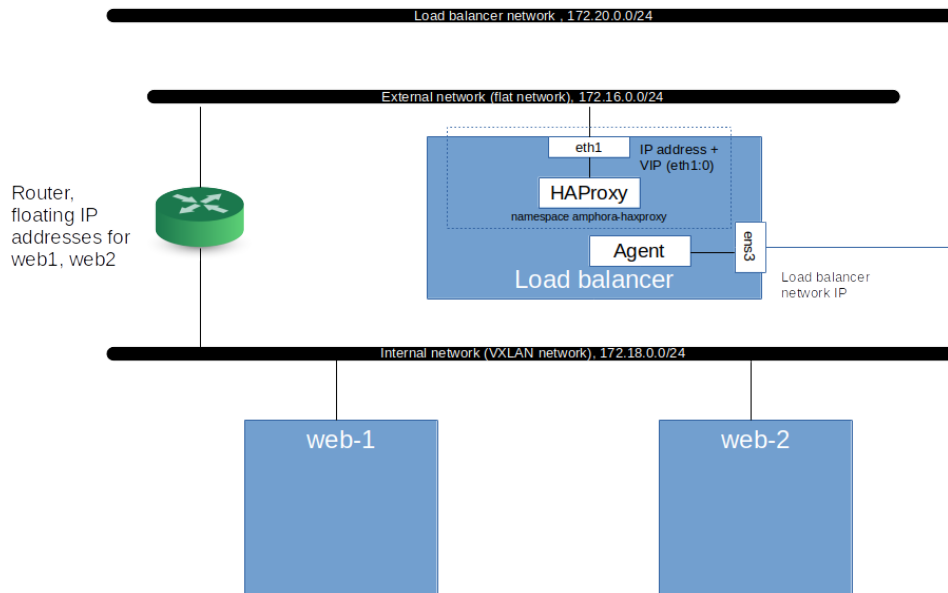 Load balancer network , 172.20.0.0/24
External network (flat network), 172.16.0.0/24
eth1
IP address +
VIP (eth1:0)
HAProxy
namespace amphora-haxproxy
Router,
floating IP
addresses for
web1, web2
Agent
ens3
Load balancer
Load balancer
network IP
Internal network (VXLAN network), 172.18.0.0/24
web-1
web-2